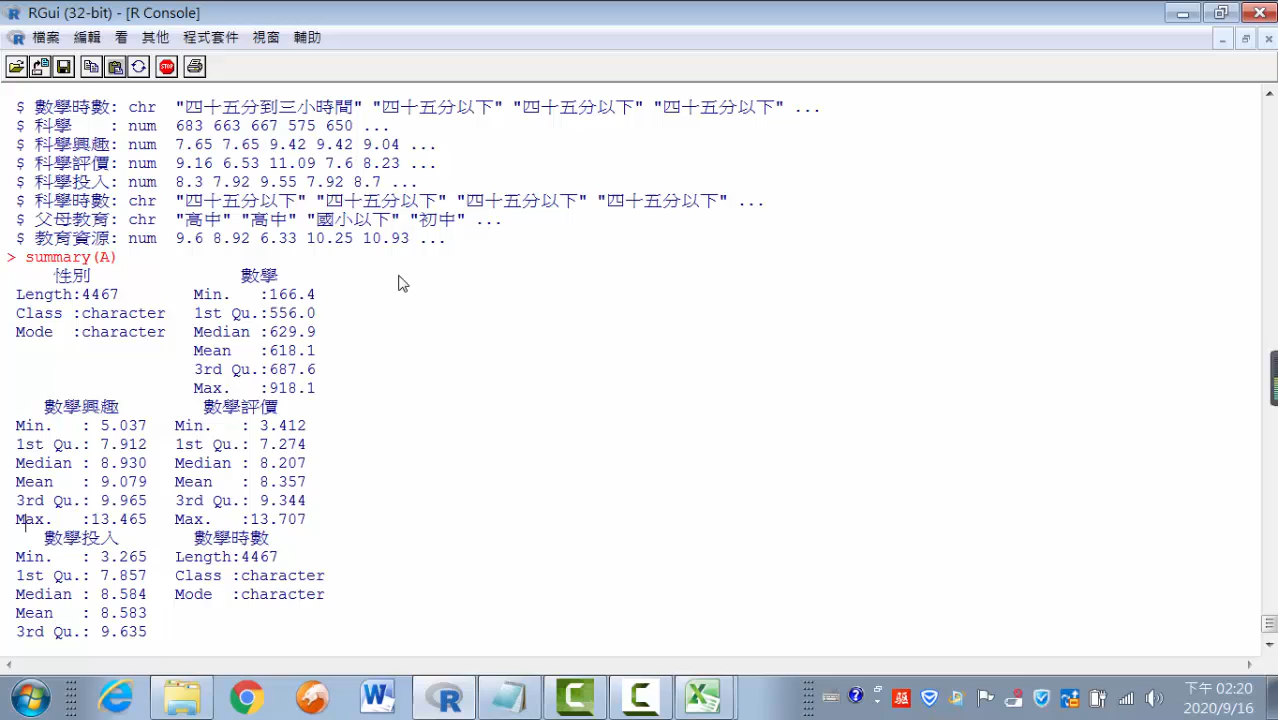 RGui (32-bit) - [R Console]
檔案 編輯 看 其他 程式套件 視窗 輔助
STOP
$ 數學時數: chr "四十五分到三小時間" "四十五分以下" "四十五分以下" "四十五分以下" ...
$ 科學 : num 683 663 667 575 650 ...
$ 科學興趣: num 7.65 7.65 9.42 9.42 9.04 ...
$ 科學評價: num 9.16 6.53 11.09 7.6 8.23 ...
$ 科學投入: num 8.3 7.92 9.55 7.92 8.7 ...
$ 科學時數: chr "四十五分以下" "四十五分以下" "四十五分以下" "四十五分以下" ...
$ 父母教育: chr "高中" "高中" "國小以下" "初中" ...
$ 教育資源: num 9.6 8.92 6.33 10.25 10.93 ...
> summary(A)
性別 數學
Length:4467 Min. :166.4
Class :character 1st Qu.:556.0
Mode :character Median :629.9
Mean :618.1
3rd Qu.:687.6
Max. :918.1
數學興趣 數學評價
Min. : 5.037 Min. : 3.412
1st Qu.: 7.912 1st Qu.: 7.274
Median : 8.930 Median : 8.207
Mean : 9.079 Mean : 8.357
3rd Qu.: 9.965 3rd Qu.: 9.344
Max. :13.465 Max. :13.707
數學投入 數學時數
Min. : 3.265 Length:4467
1st Qu.: 7.857 Class :character
Median : 8.584 Mode :character
Mean : 8.583
3rd Qu.: 9.635
下午 02:20
2020/9/16